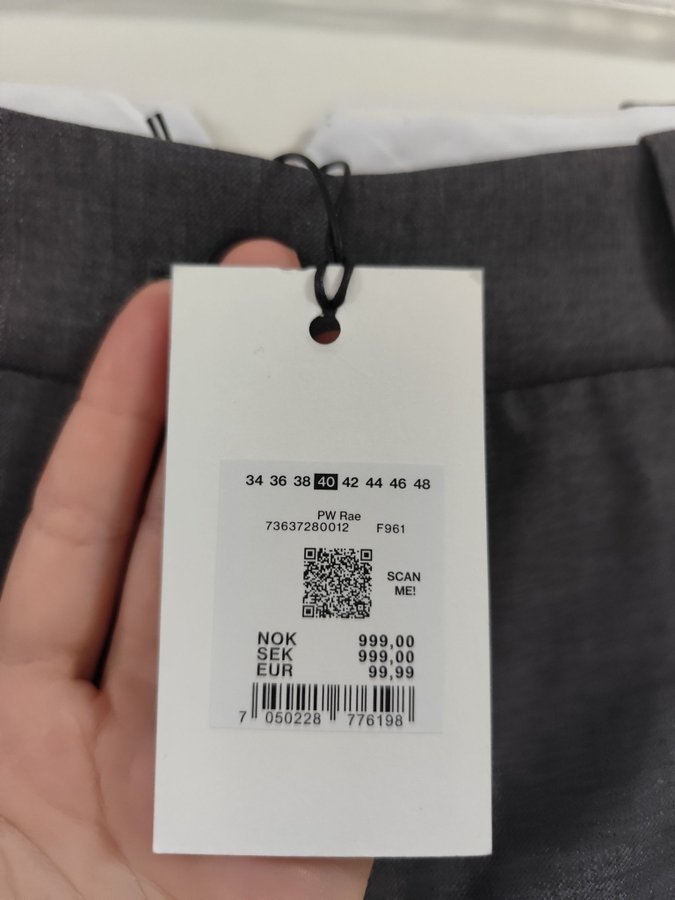 34 36 38 40 42 44 46 48
PW Rae
73637280012 F961
SCAN
ME!
NOK 999,00
SEK 999,00
EUR 99,99
7 050228 776198